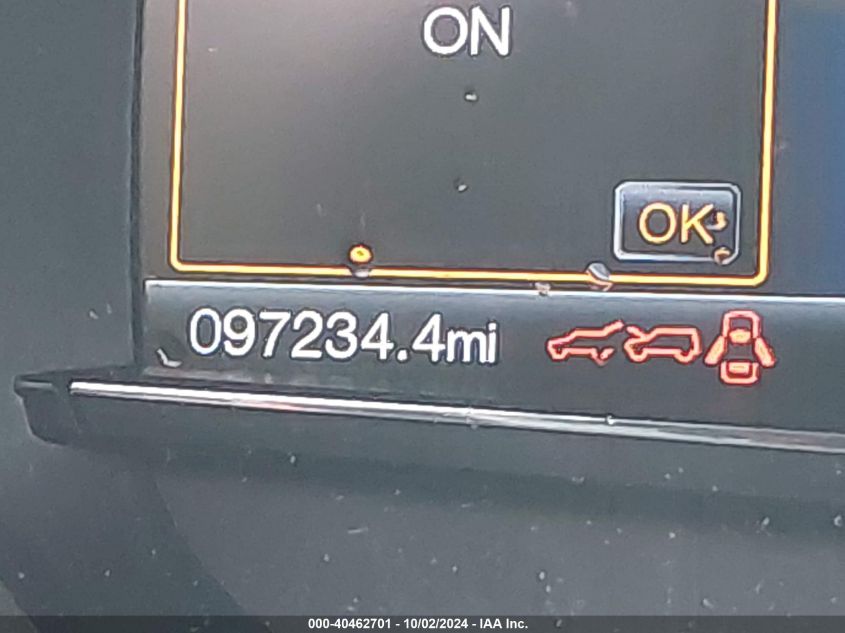 ON
OK
097234.4mi
000-40462701 - 10/02/2024 - IAA Inc.